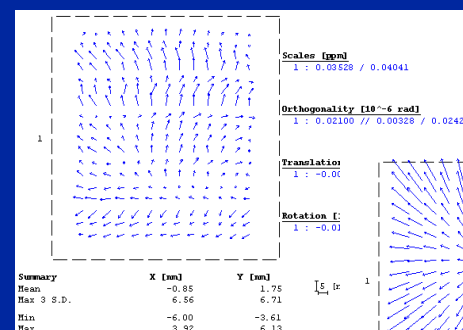 Scales [ppm]
1 : 0.03528 / 0.04041
Orthogonality [10^-6 rad]
1 : 0.02100 // 0.00328 / 0.0242
1
Translation
1 : -0.00
Rotation [
1 : -0.01
1
Summary X [nm] Y [nm]
Mean -0.85 1.75
Max 3 S.D. 6.56 6.71
Min -6.00 -3.61
Max 3.92 6.13
5 [